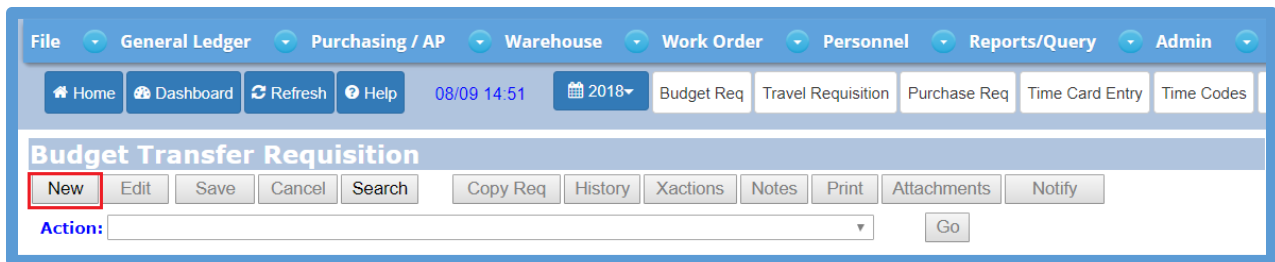 File General Ledger Purchasing / AP Warehouse Work Order Personnel Reports/Query Admin
Home Dashboard Refresh Help 08/09 14:51 2018 Budget Req Travel Requisition Purchase Req Time Card Entry Time Codes
Budget Transfer Requisition
New Edit Save Cancel Search Copy Req History Xactions Notes Print Attachments Notify
Action: Go